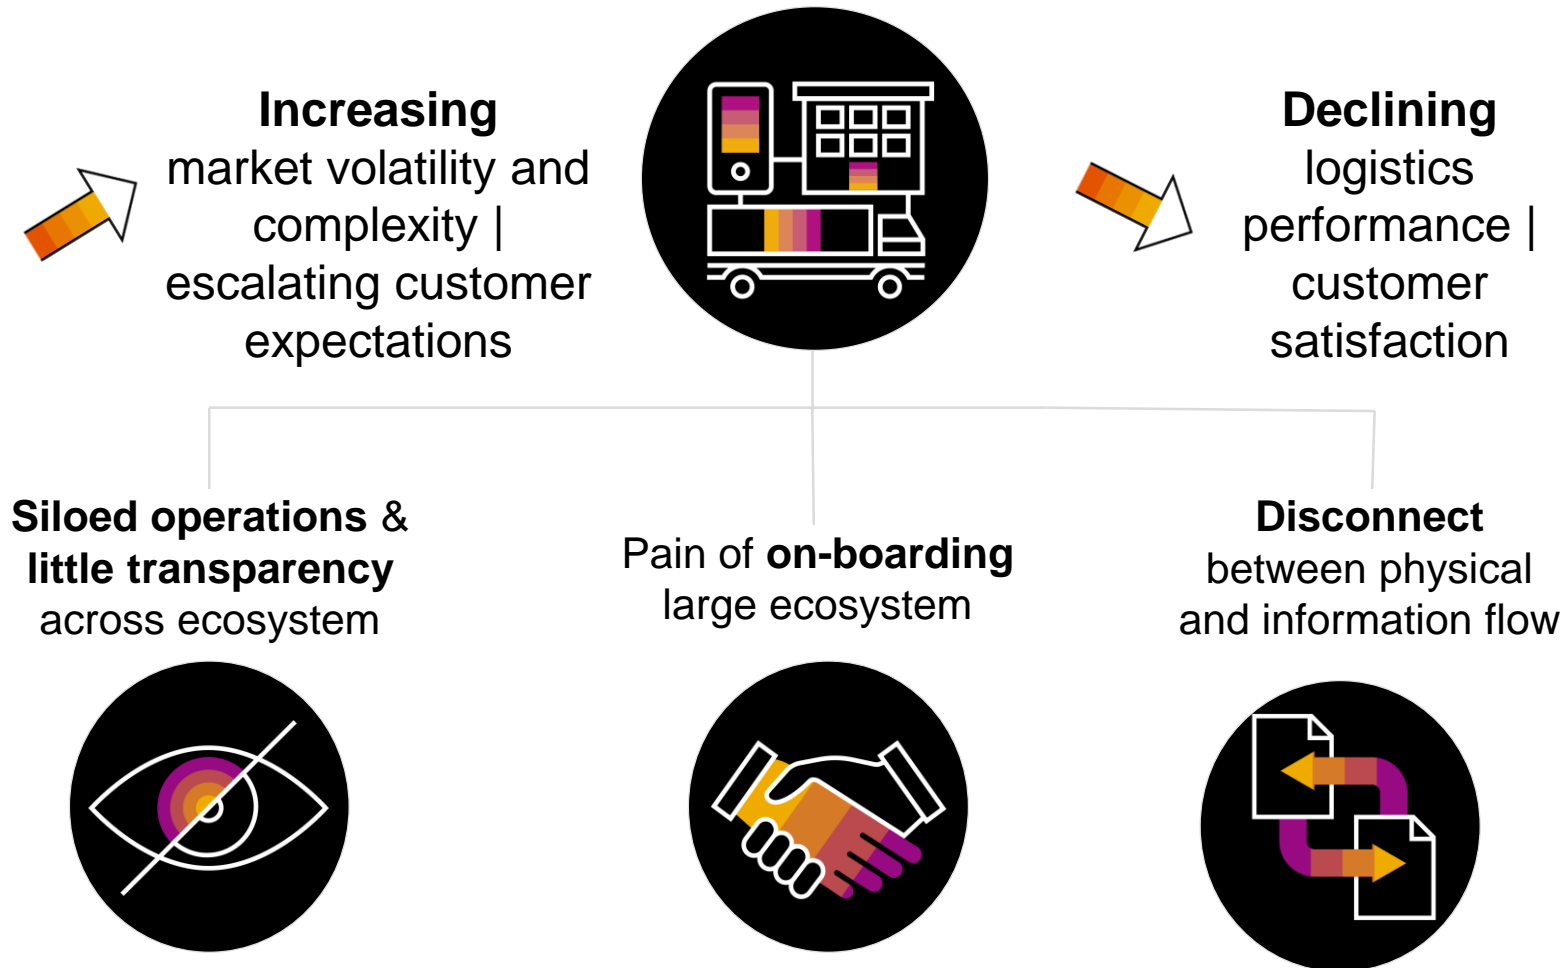 Increasing
market volatility and
complexity |
escalating customer
expectations
Declining
logistics
performance |
customer
satisfaction
Siloed operations &
little transparency
across ecosystem
Pain of on-boarding
large ecosystem
Disconnect
between physical
and information flow